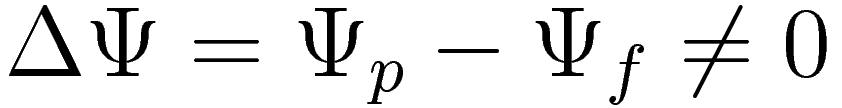 ΔΨ = Ψ_p − Ψ_f ≠ 0